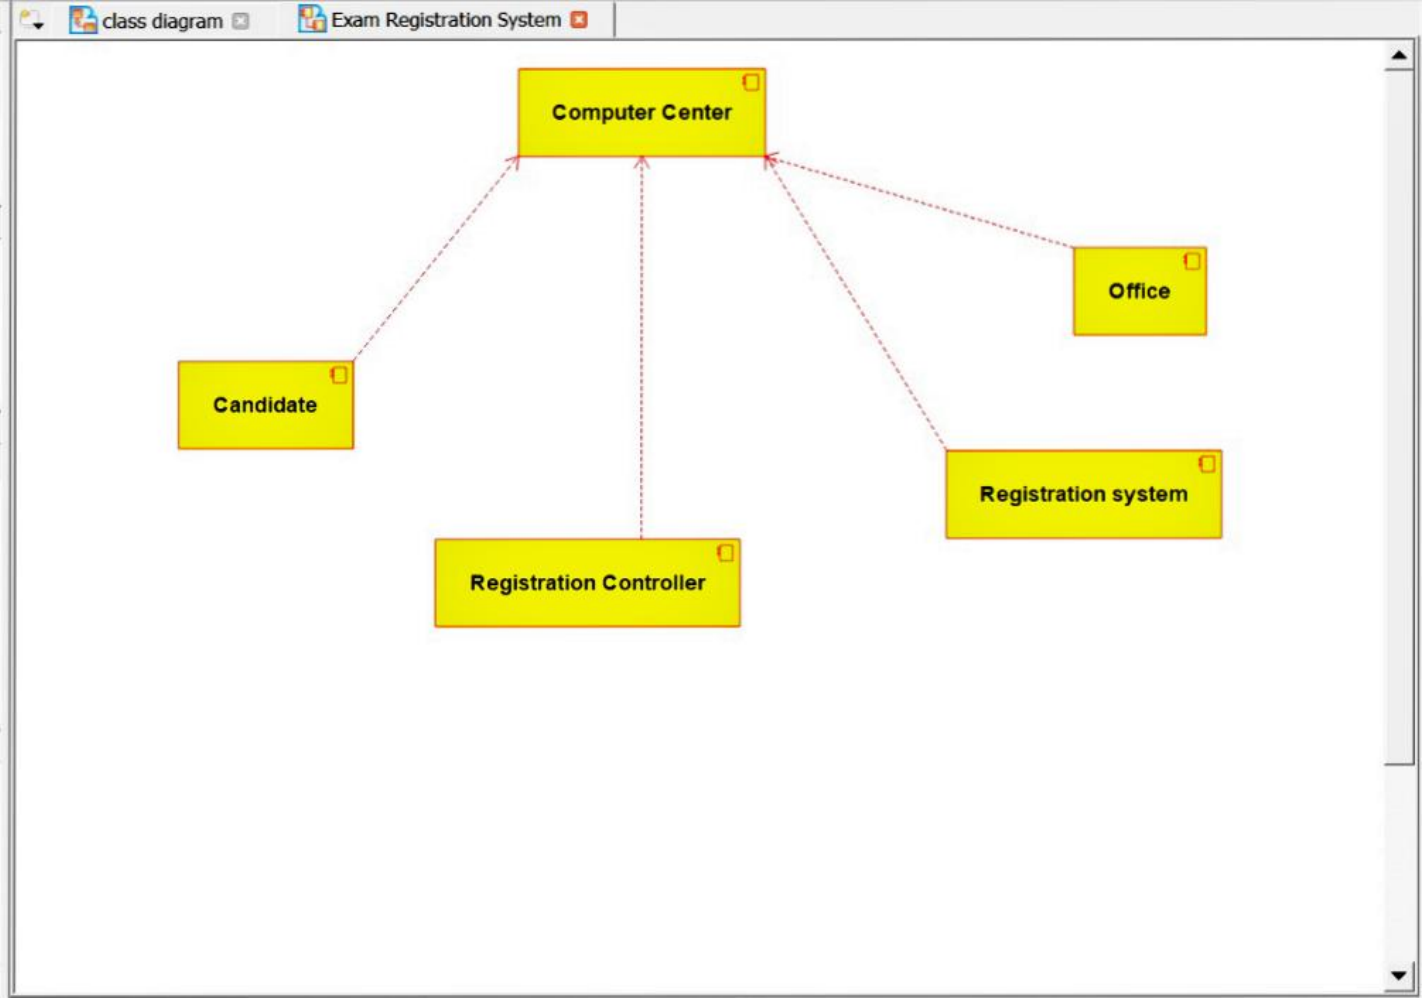 class diagram
Exam Registration System
Computer Center
Office
Candidate
Registration system
Registration Controller